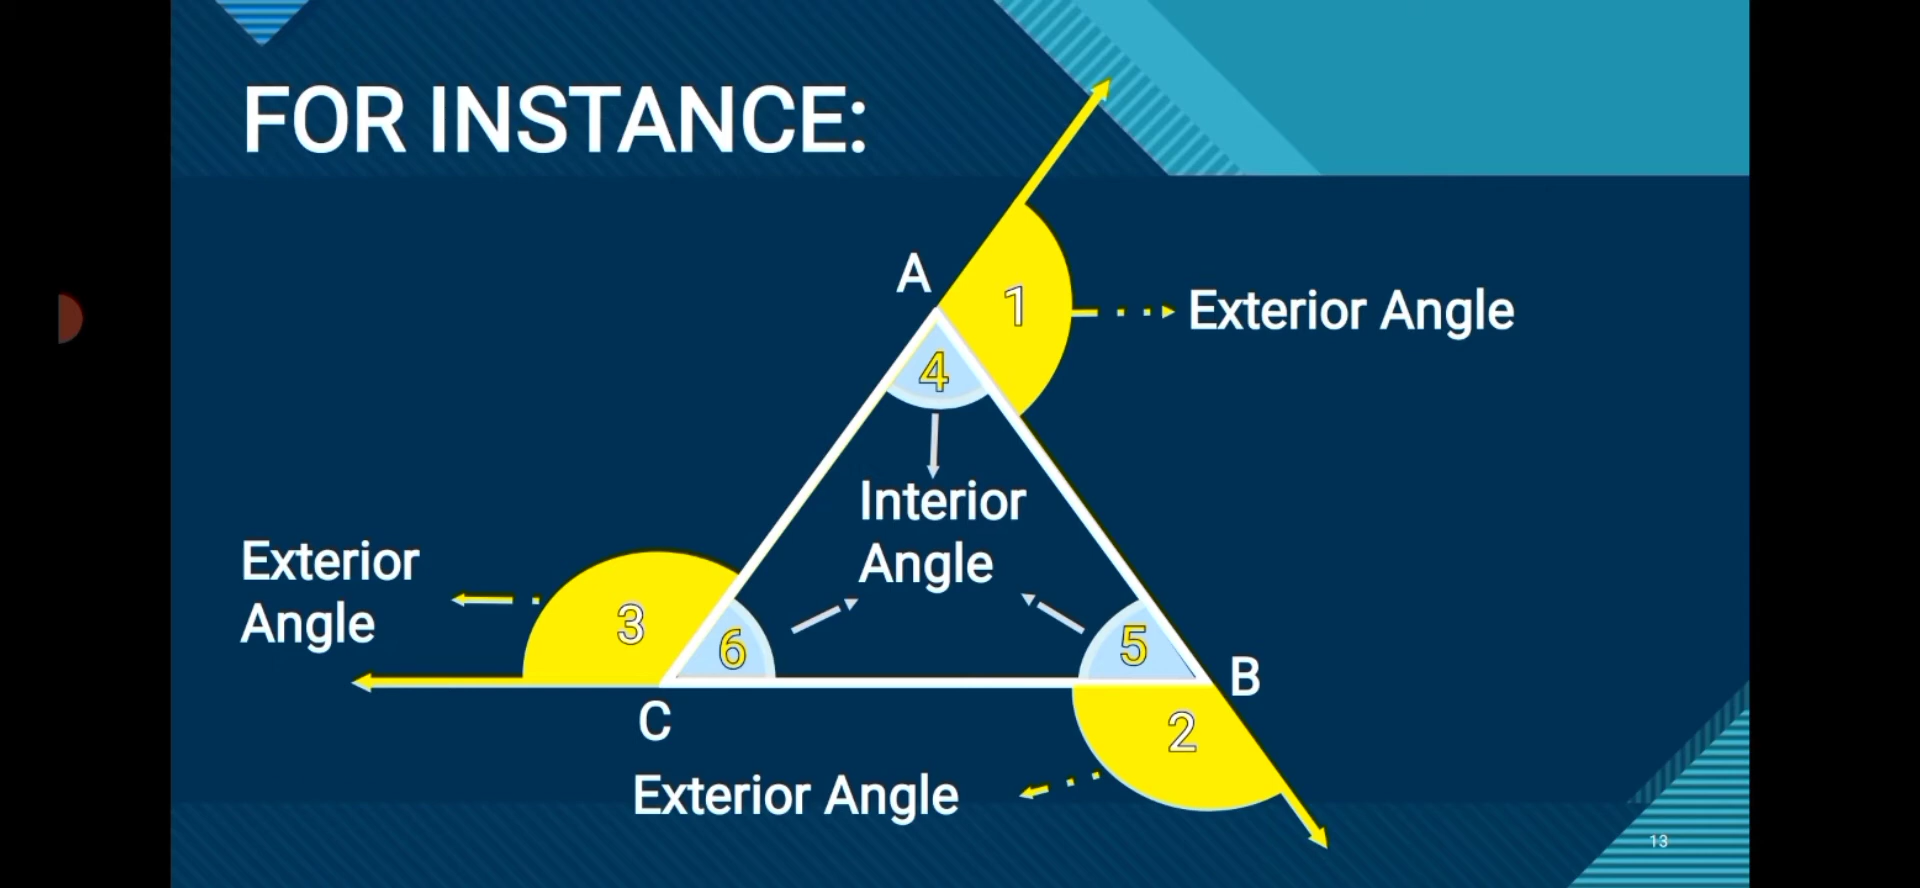 FOR INSTANCE:
A
1
Exterior Angle
4
Interior
Angle
Exterior
Angle
3
6
5
B
C
2
Exterior Angle
13